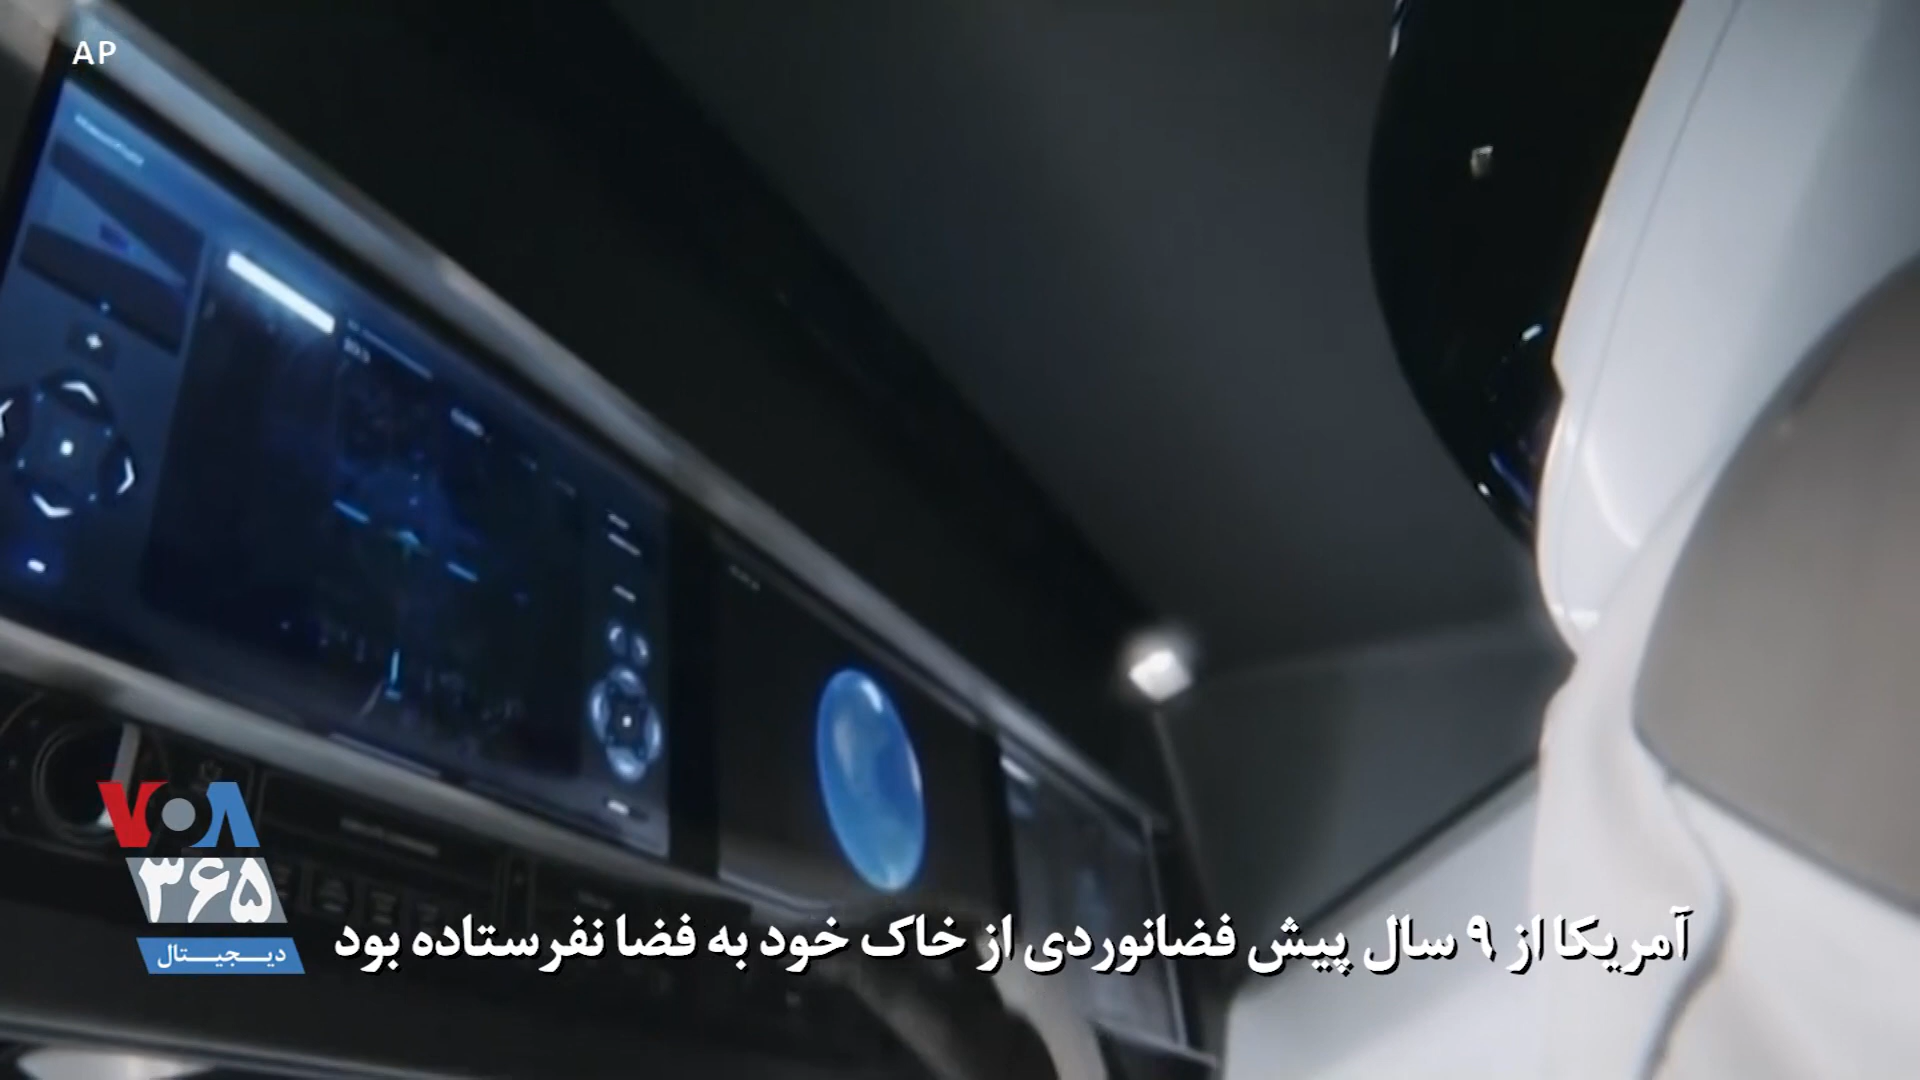 AP
VOA
۳۶۵
دیجیتال
آمریکا از ۹ سال پیش فضانوردی از خاک خود به فضا نفرستاده بود